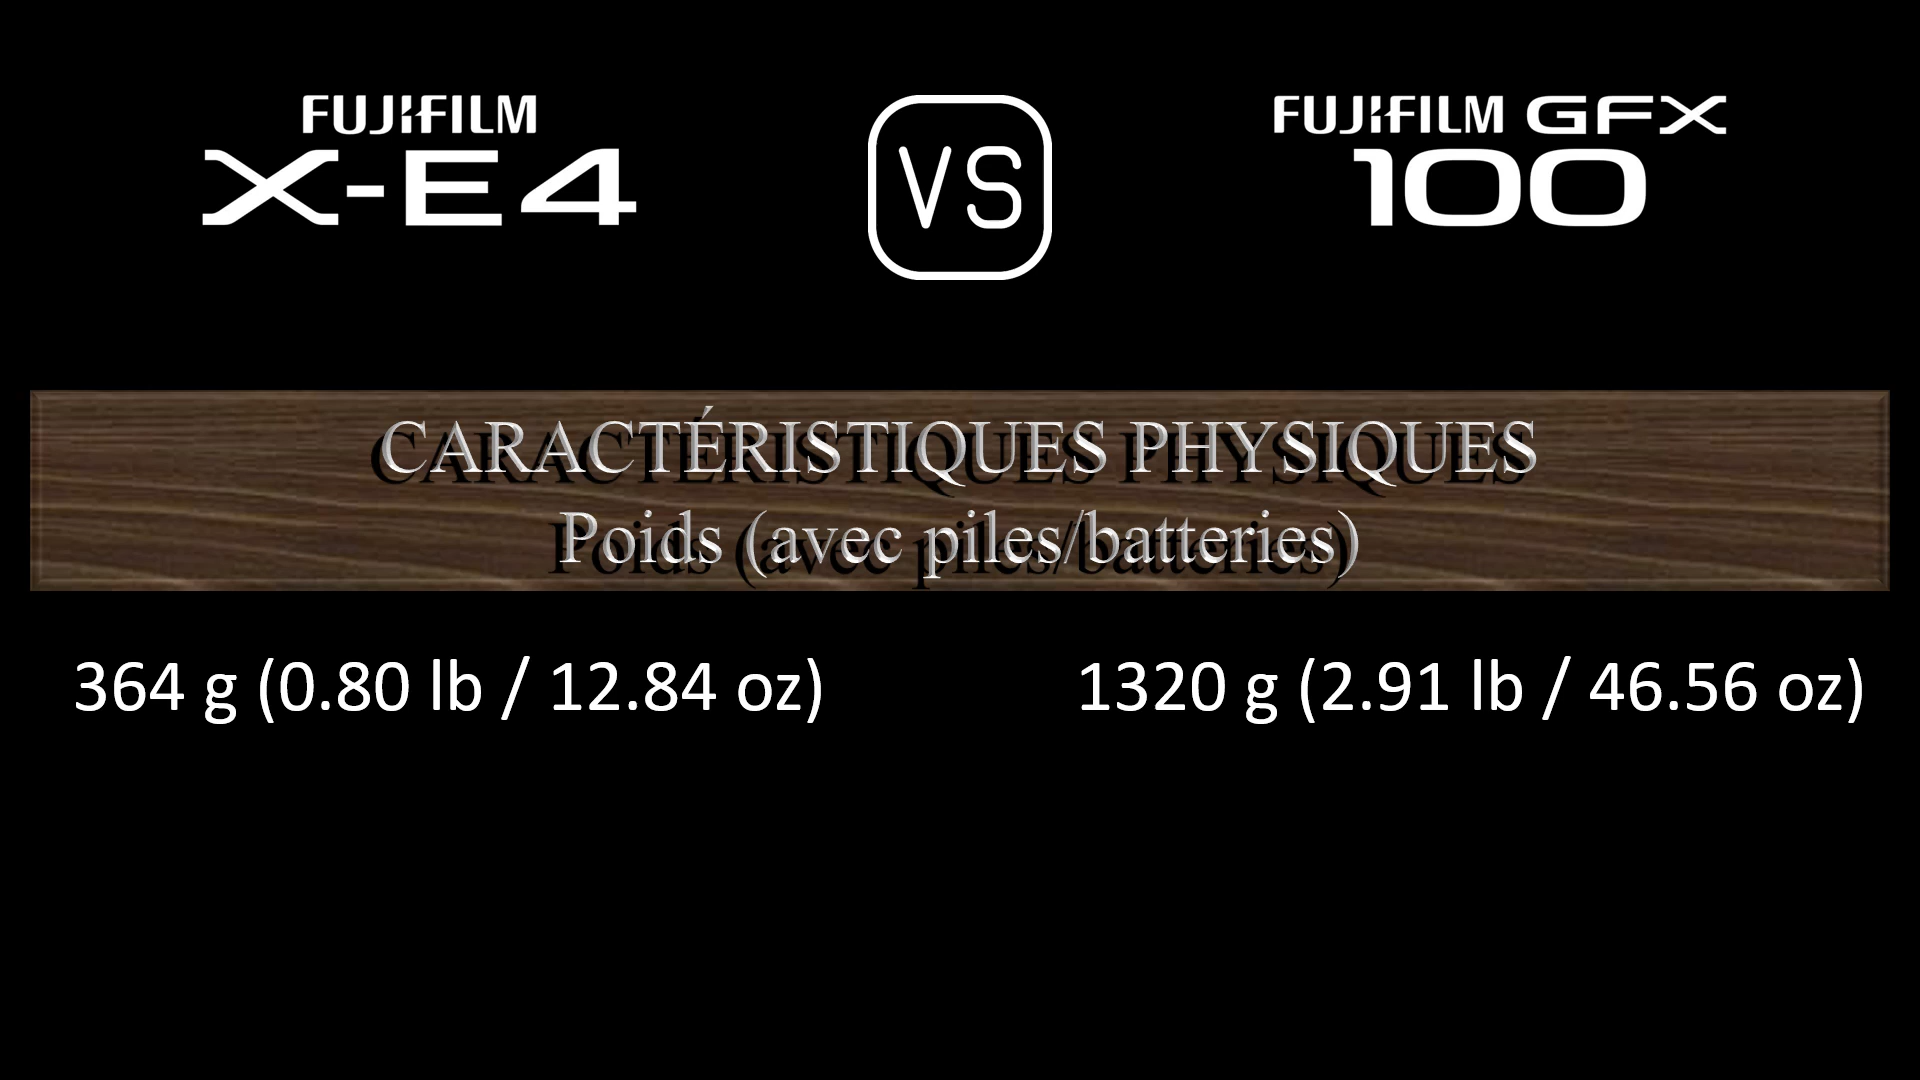 FUJIFILM
X-E4
VS
FUJIFILM GFX
100
CARACTÉRISTIQUES PHYSIQUES
Poids (avec piles/batteries)
364 g (0.80 lb / 12.84 oz)
1320 g (2.91 lb / 46.56 oz)